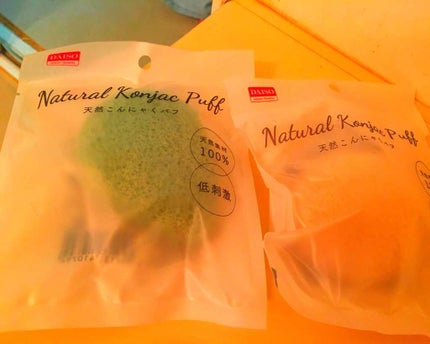 DAISO
Natural Konjac Puff
天然こんにゃくパフ
天然素材
100%
低刺激
DAISO
Natural Konjac Puff
天然こんにゃくパフ